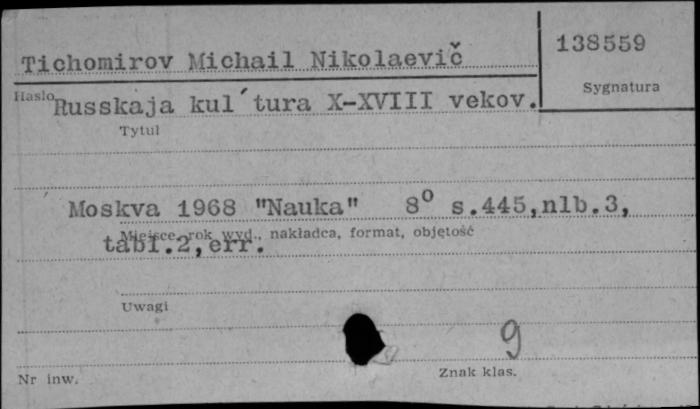 Tichomirov Michail Nikolaevič
138559
Sygnatura
Hasło
Russkaja kul´tura X-XVIII vekov.
Tytuł
Moskva 1968 "Nauka" 8° s.445,nlb.3,
Miejsce, rok wyd., nakładca, format, objętość
tabl.2,err.
Uwagi
9
Nr inw.
Znak klas.